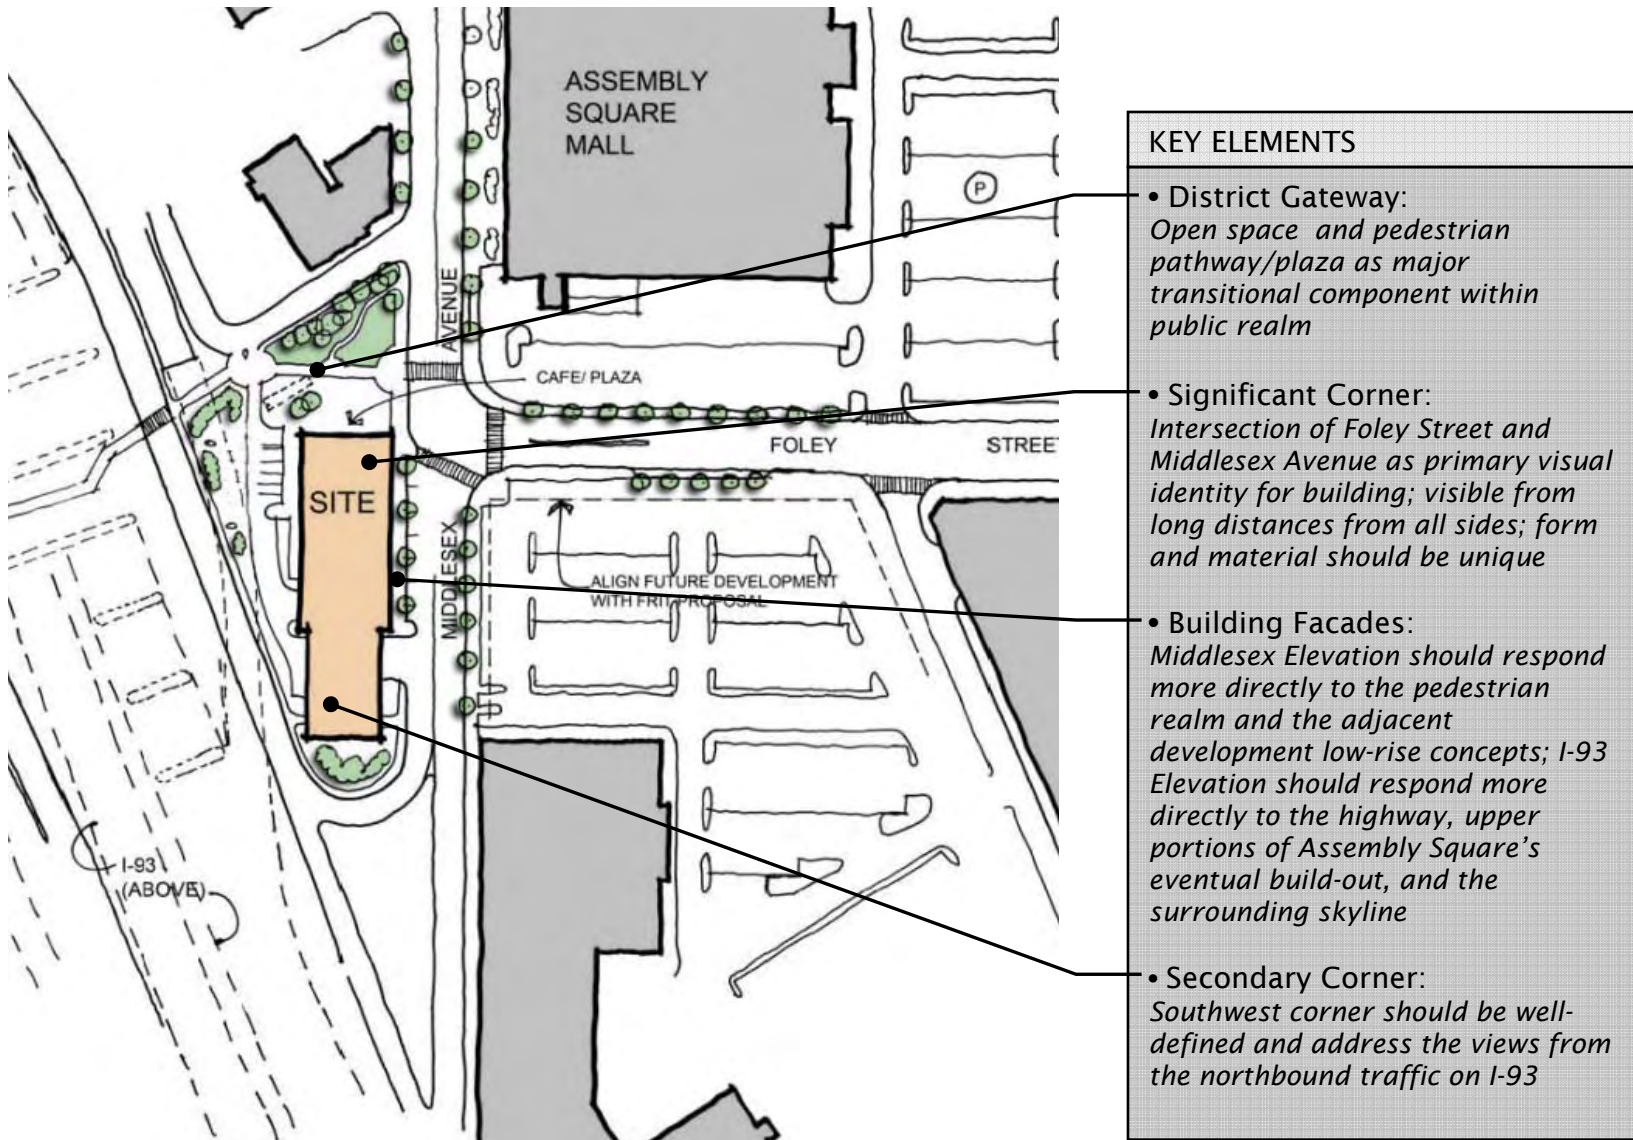 ASSEMBLY
SQUARE
MALL
P
AVENUE
CAFE/ PLAZA
FOLEY
STREE
SITE
MIDDLESEX
ALIGN FUTURE DEVELOPMENT
WITH FRIT PROPOSAL
I-93
(ABOVE)
KEY ELEMENTS
• District Gateway:
Open space and pedestrian
pathway/plaza as major
transitional component within
public realm
• Significant Corner:
Intersection of Foley Street and
Middlesex Avenue as primary visual
identity for building; visible from
long distances from all sides; form
and material should be unique
• Building Facades:
Middlesex Elevation should respond
more directly to the pedestrian
realm and the adjacent
development low-rise concepts; I-93
Elevation should respond more
directly to the highway, upper
portions of Assembly Square's
eventual build-out, and the
surrounding skyline
• Secondary Corner:
Southwest corner should be well-
defined and address the views from
the northbound traffic on I-93